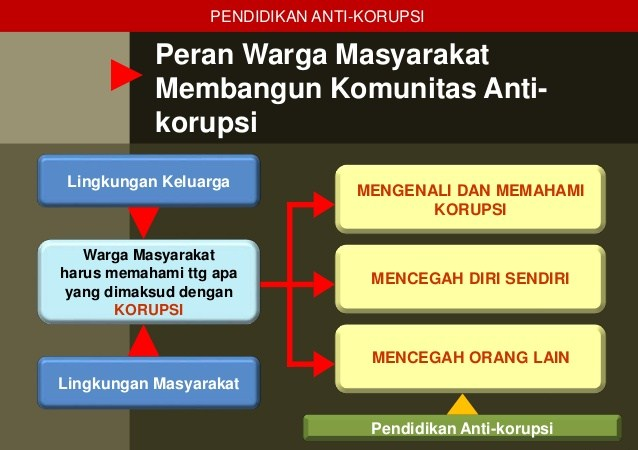 PENDIDIKAN ANTI-KORUPSI
Peran Warga Masyarakat
Membangun Komunitas Anti-
korupsi
Lingkungan Keluarga
Warga Masyarakat
harus memahami ttg apa
yang dimaksud dengan
KORUPSI
Lingkungan Masyarakat
MENGENALI DAN MEMAHAMI
KORUPSI
MENCEGAH DIRI SENDIRI
MENCEGAH ORANG LAIN
Pendidikan Anti-korupsi